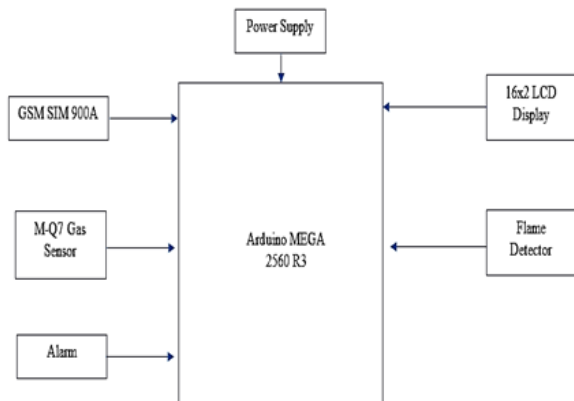 Power Supply
GSM SIM 900A
16x2 LCD
Display
M-Q7 Gas
Sensor
Arduino MEGA
2560 R3
Flame
Detector
Alarm